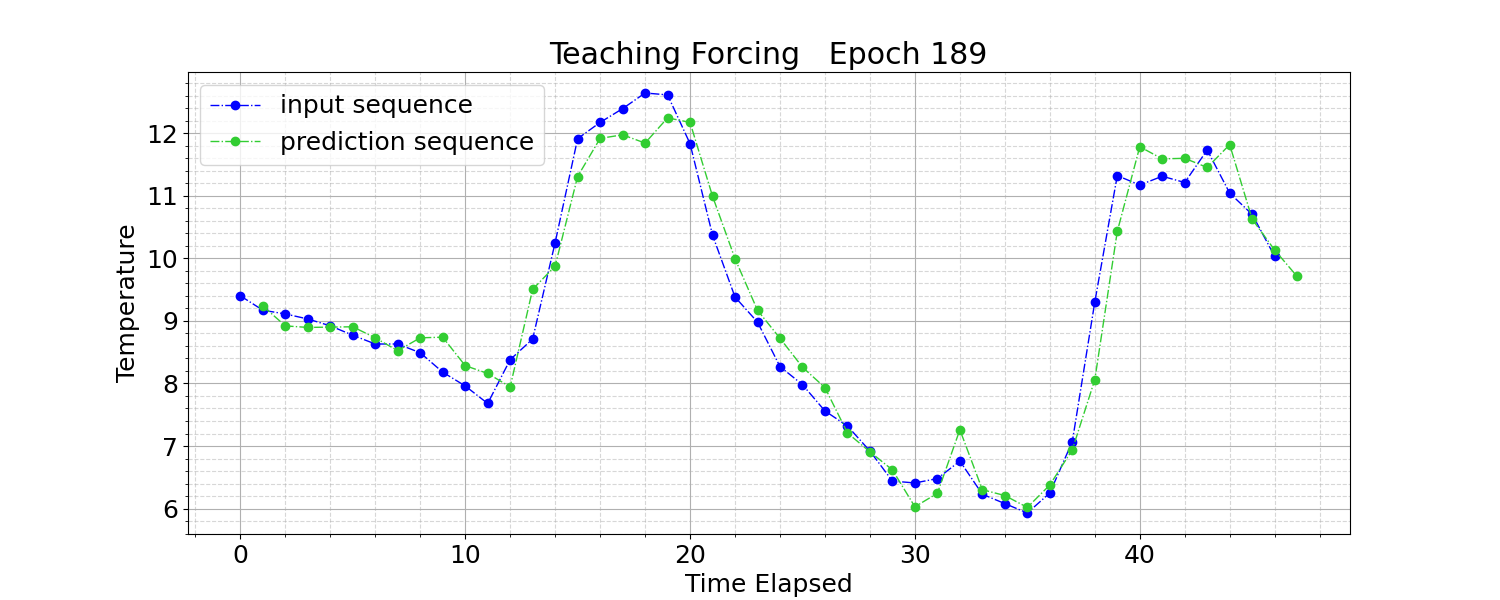 Teaching Forcing   Epoch 189
input sequence
prediction sequence
Temperature
12
11
10
9
8
7
6
0 10 20 30 40
Time Elapsed